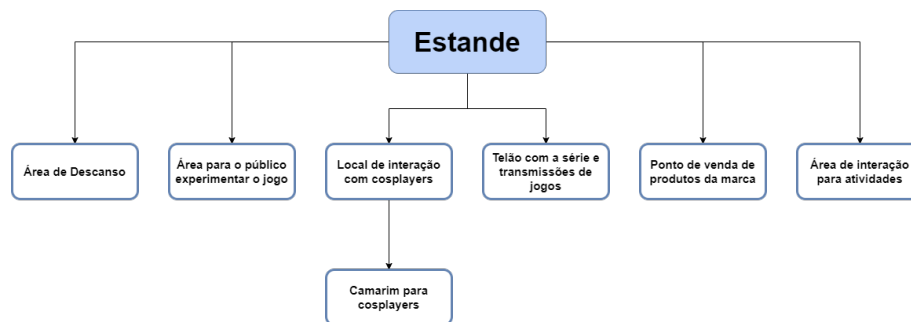 Estande
Área de Descanso
Área para o público
experimentar o jogo
Local de interação
com cosplayers
Telão com a série e
transmissões de
jogos
Ponto de venda de
produtos da marca
Área de interação
para atividades
Camarim para
cosplayers